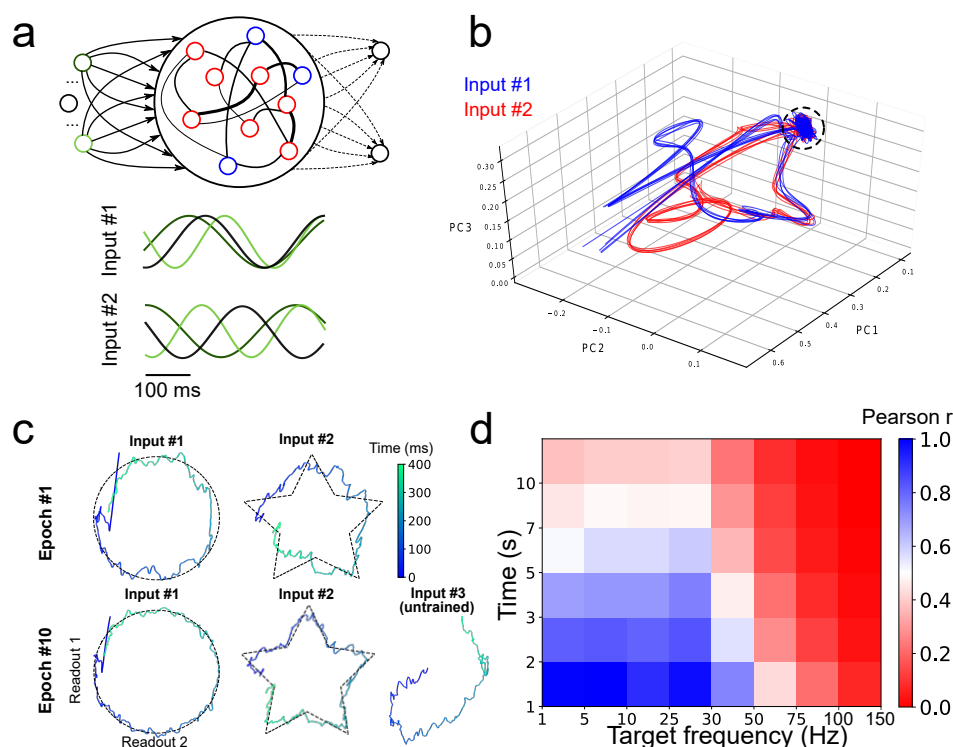 a
Input #1
Input #2
100 ms
b
Input #1
Input #2
PC3
0.30
0.25
0.20
0.15
0.10
0.05
0.00
−0.2
−0.1
0.0
0.1
PC2
0.6
0.5
0.4
0.3
0.2
0.1
PC1
c
Epoch #1
Input #1
Input #2
Time (ms)
400
300
200
100
0
Epoch #10
Input #1
Input #2
Input #3
(untrained)
Readout 1
Readout 2
d
Pearson r
Time (s)
10
7
5
3
2
1
1 5 10 25 30 50 75 100 150
Target frequency (Hz)
1.0
0.8
0.6
0.4
0.2
0.0